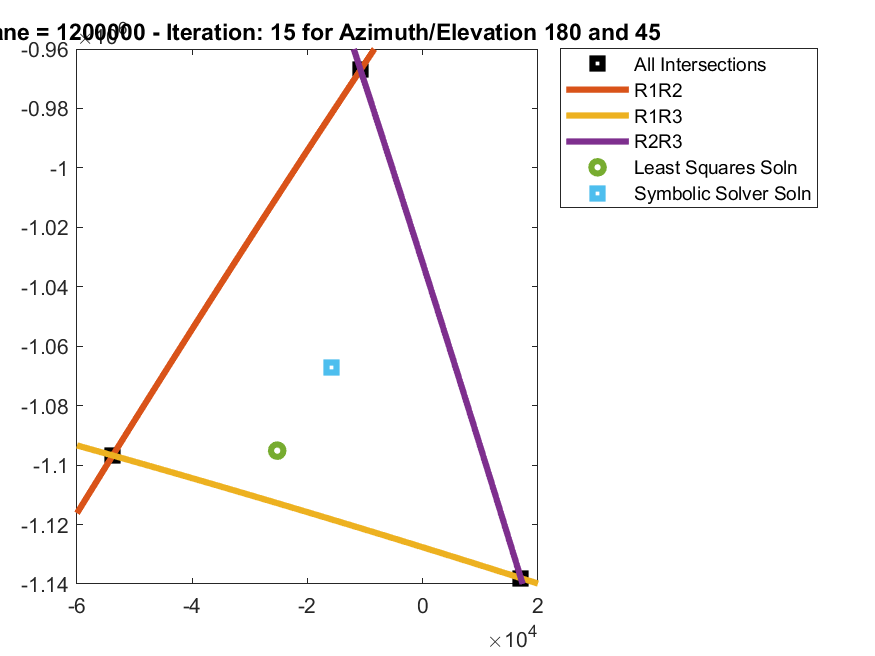 ane = 1200000 - Iteration: 15 for Azimuth/Elevation 180 and 45
×10⁶
-0.96
-0.98
-1
-1.02
-1.04
-1.06
-1.08
-1.1
-1.12
-1.14
-6
-4
-2
0
2
×10⁴
All Intersections
R1R2
R1R3
R2R3
Least Squares Soln
Symbolic Solver Soln